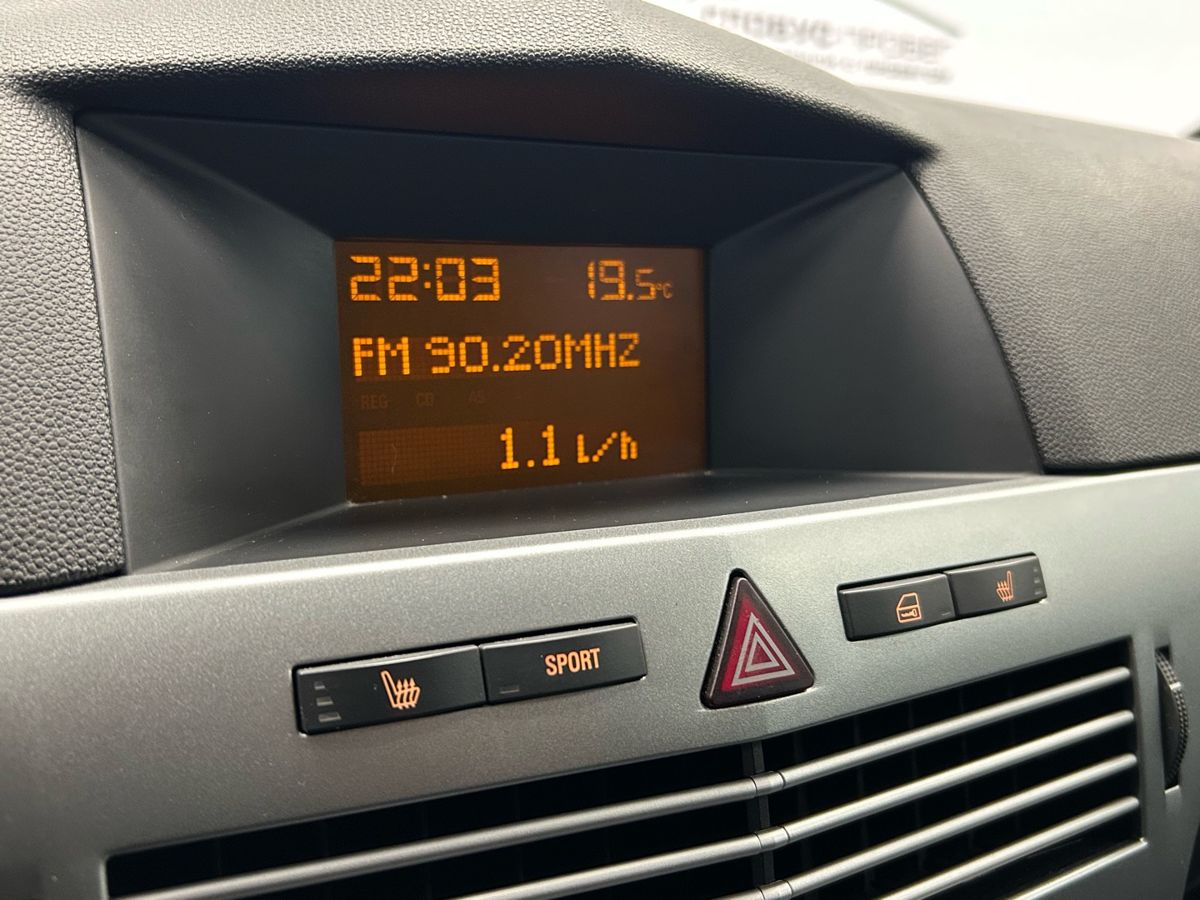 22:03 19.5°C
FM 90.20MHZ
REG CD AS
1.1 l/h
SPORT